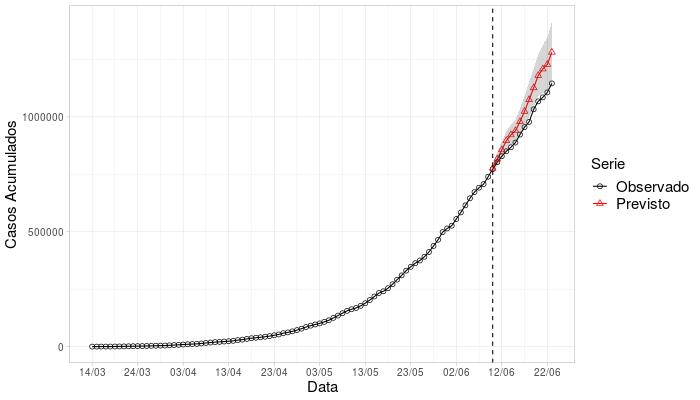 Casos Acumulados
1000000
500000
0
14/03 24/03 03/04 13/04 23/04 03/05 13/05 23/05 02/06 12/06 22/06
Data
Serie
Observado
Previsto